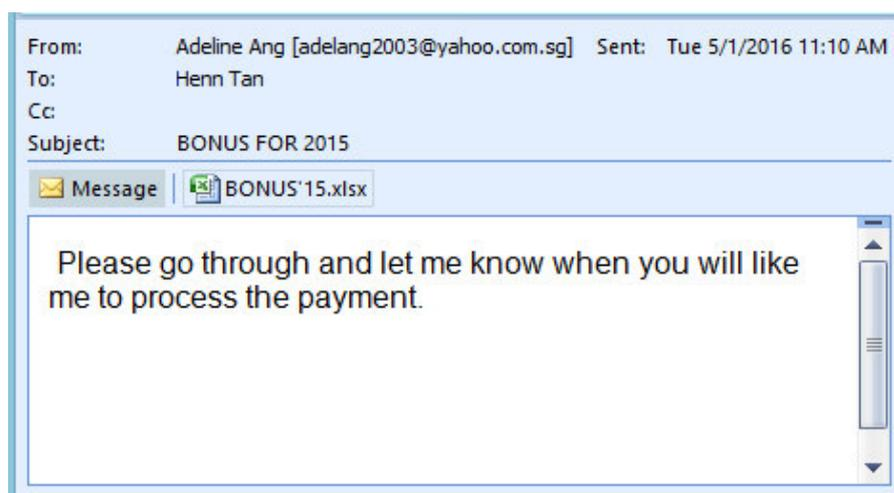 From: Adeline Ang [adelang2003@yahoo.com.sg] Sent: Tue 5/1/2016 11:10 AM
To: Henn Tan
Cc:
Subject: BONUS FOR 2015
Message BONUS'15.xlsx
Please go through and let me know when you will like
me to process the payment.